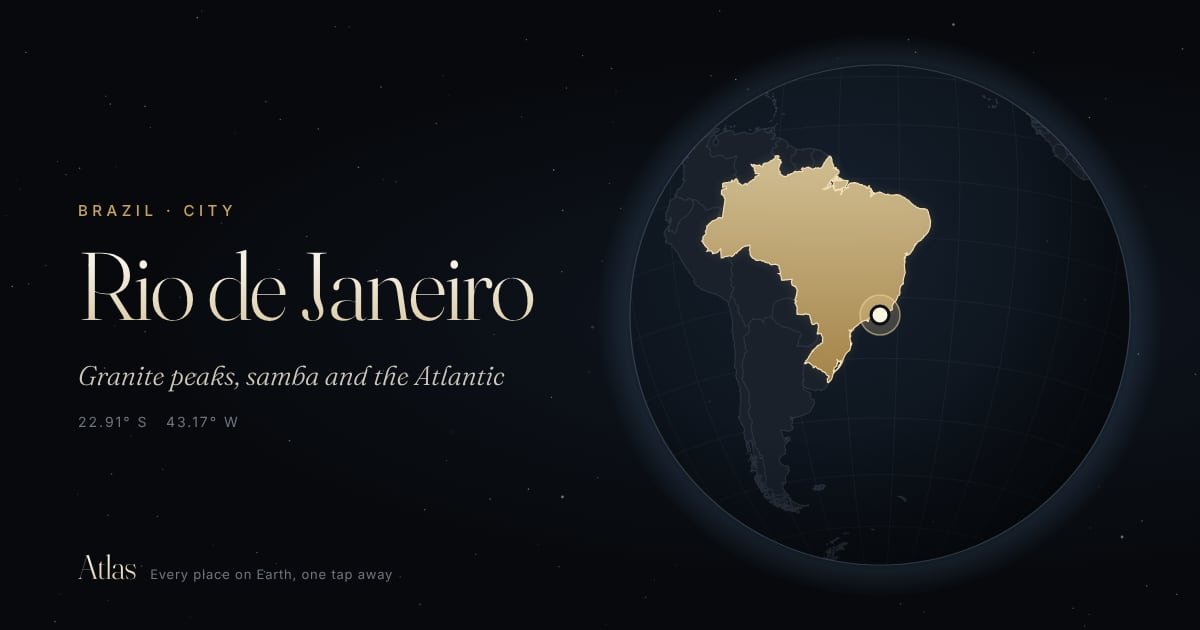 BRAZIL · CITY
Rio de Janeiro
Granite peaks, samba and the Atlantic
22.91° S 43.17° W
Atlas Every place on Earth, one tap away